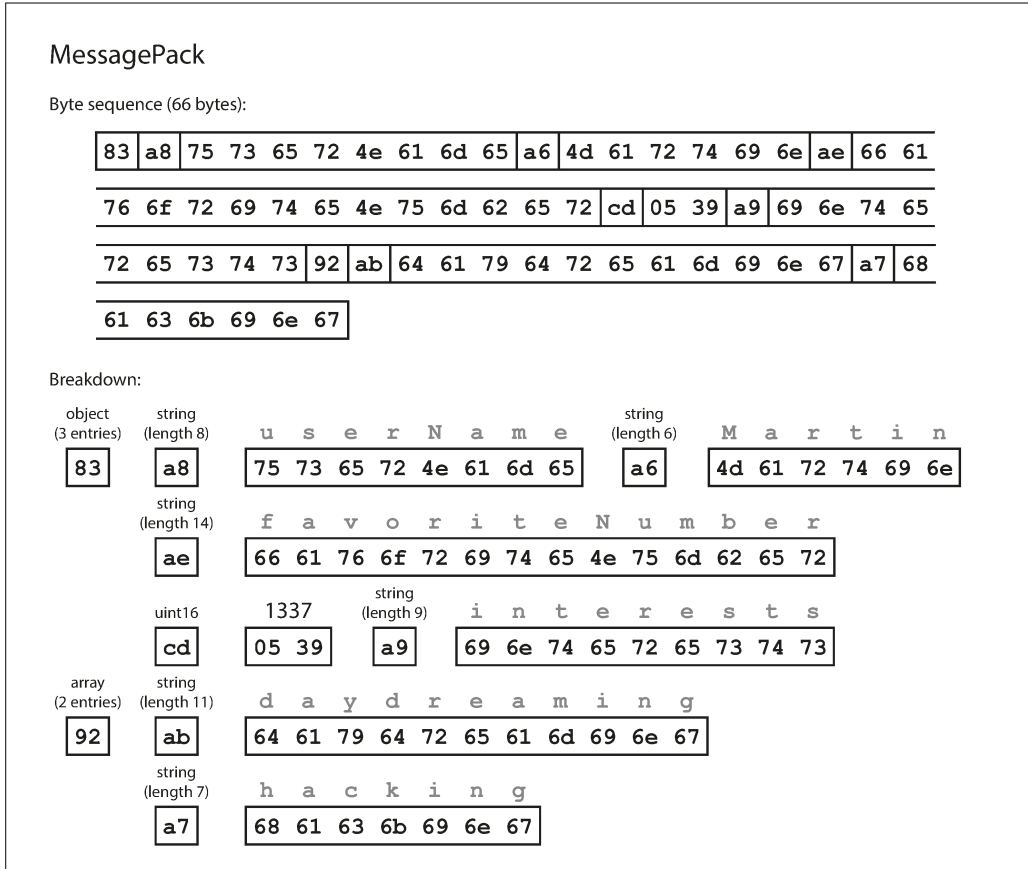 MessagePack
Byte sequence (66 bytes):
83 a8 75 73 65 72 4e 61 6d 65 a6 4d 61 72 74 69 6e ae 66 61
76 6f 72 69 74 65 4e 75 6d 62 65 72 cd 05 39 a9 69 6e 74 65
72 65 73 74 73 92 ab 64 61 79 64 72 65 61 6d 69 6e 67 a7 68
61 63 6b 69 6e 67
Breakdown:
object string string
(3 entries) (length 8) u s e r N a m e (length 6) M a r t i n
83 a8 75 73 65 72 4e 61 6d 65 a6 4d 61 72 74 69 6e
string
(length 14) f a v o r i t e N u m b e r
ae 66 61 76 6f 72 69 74 65 4e 75 6d 62 65 72
string
uint16 1337 (length 9) i n t e r e s t s
cd 05 39 a9 69 6e 74 65 72 65 73 74 73
array string
(2 entries) (length 11) d a y d r e a m i n g
92 ab 64 61 79 64 72 65 61 6d 69 6e 67
string
(length 7) h a c k i n g
a7 68 61 63 6b 69 6e 67